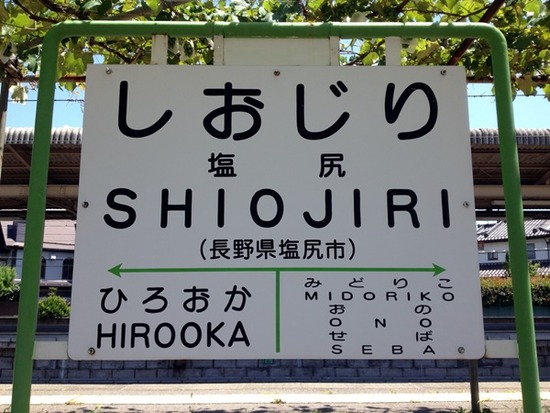 しおじり
塩尻
SHIOJIRI
(長野県塩尻市)
ひろおか
HIROOKA
みどりこ
MIDORIKO
おの
ONO
せば
SEBA